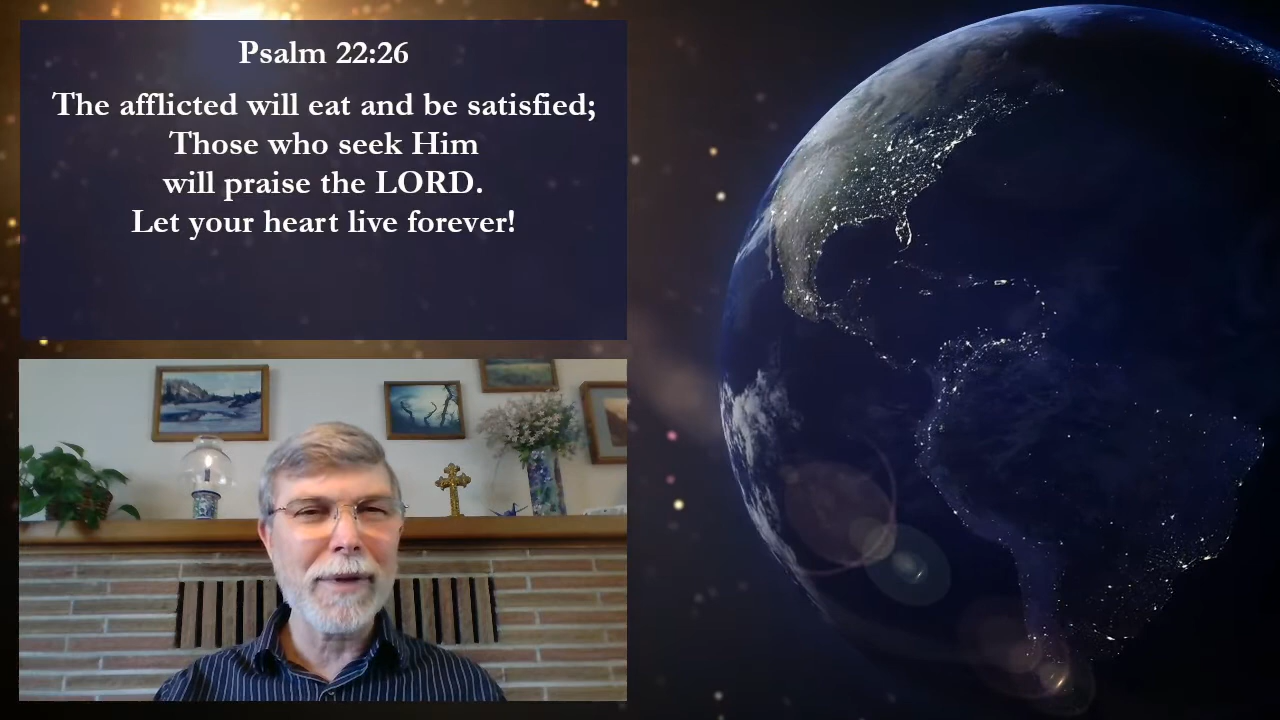 Psalm 22:26
The afflicted will eat and be satisfied;
Those who seek Him
will praise the LORD.
Let your heart live forever!